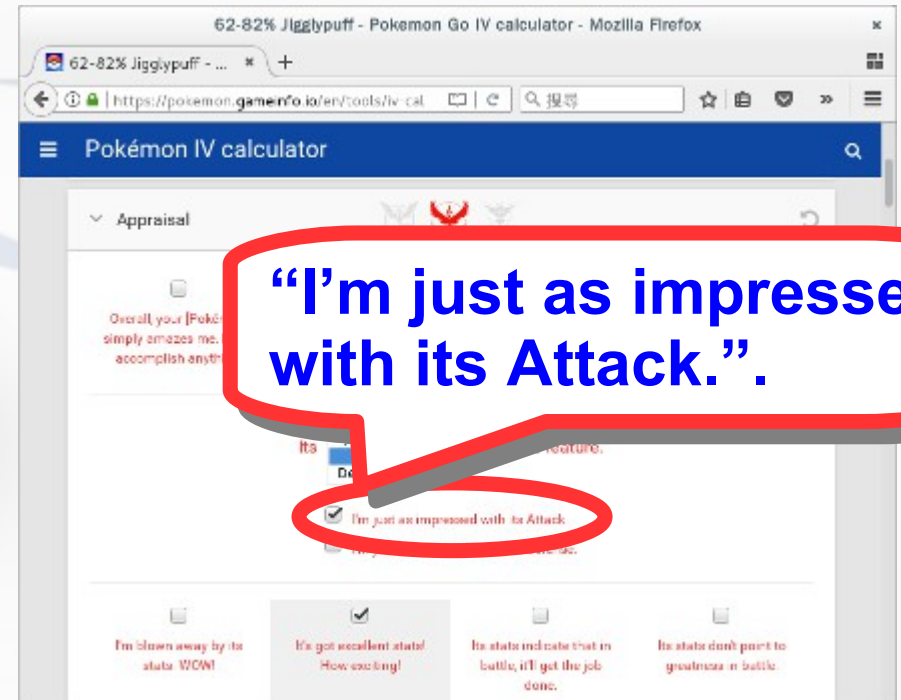 62-82% Jigglypuff - Pokemon Go IV calculator - Mozilla Firefox
62-82% Jigglypuff - ...
https://pokemon.gameinfo.io/en/tools/iv-cal
搜尋
Pokémon IV calculator
Appraisal
“I’m just as impresse
with its Attack.”.
Overall, your [Poké
simply amazes me.
accomplish anyth
Its
feature.
De
I'm just as impressed with its Attack
I'm blown away by its
stats. WOW!
It's got excellent stats!
How exciting!
Its stats indicate that in
battle, it'll get the job
done.
Its stats don't point to
greatness in battle.